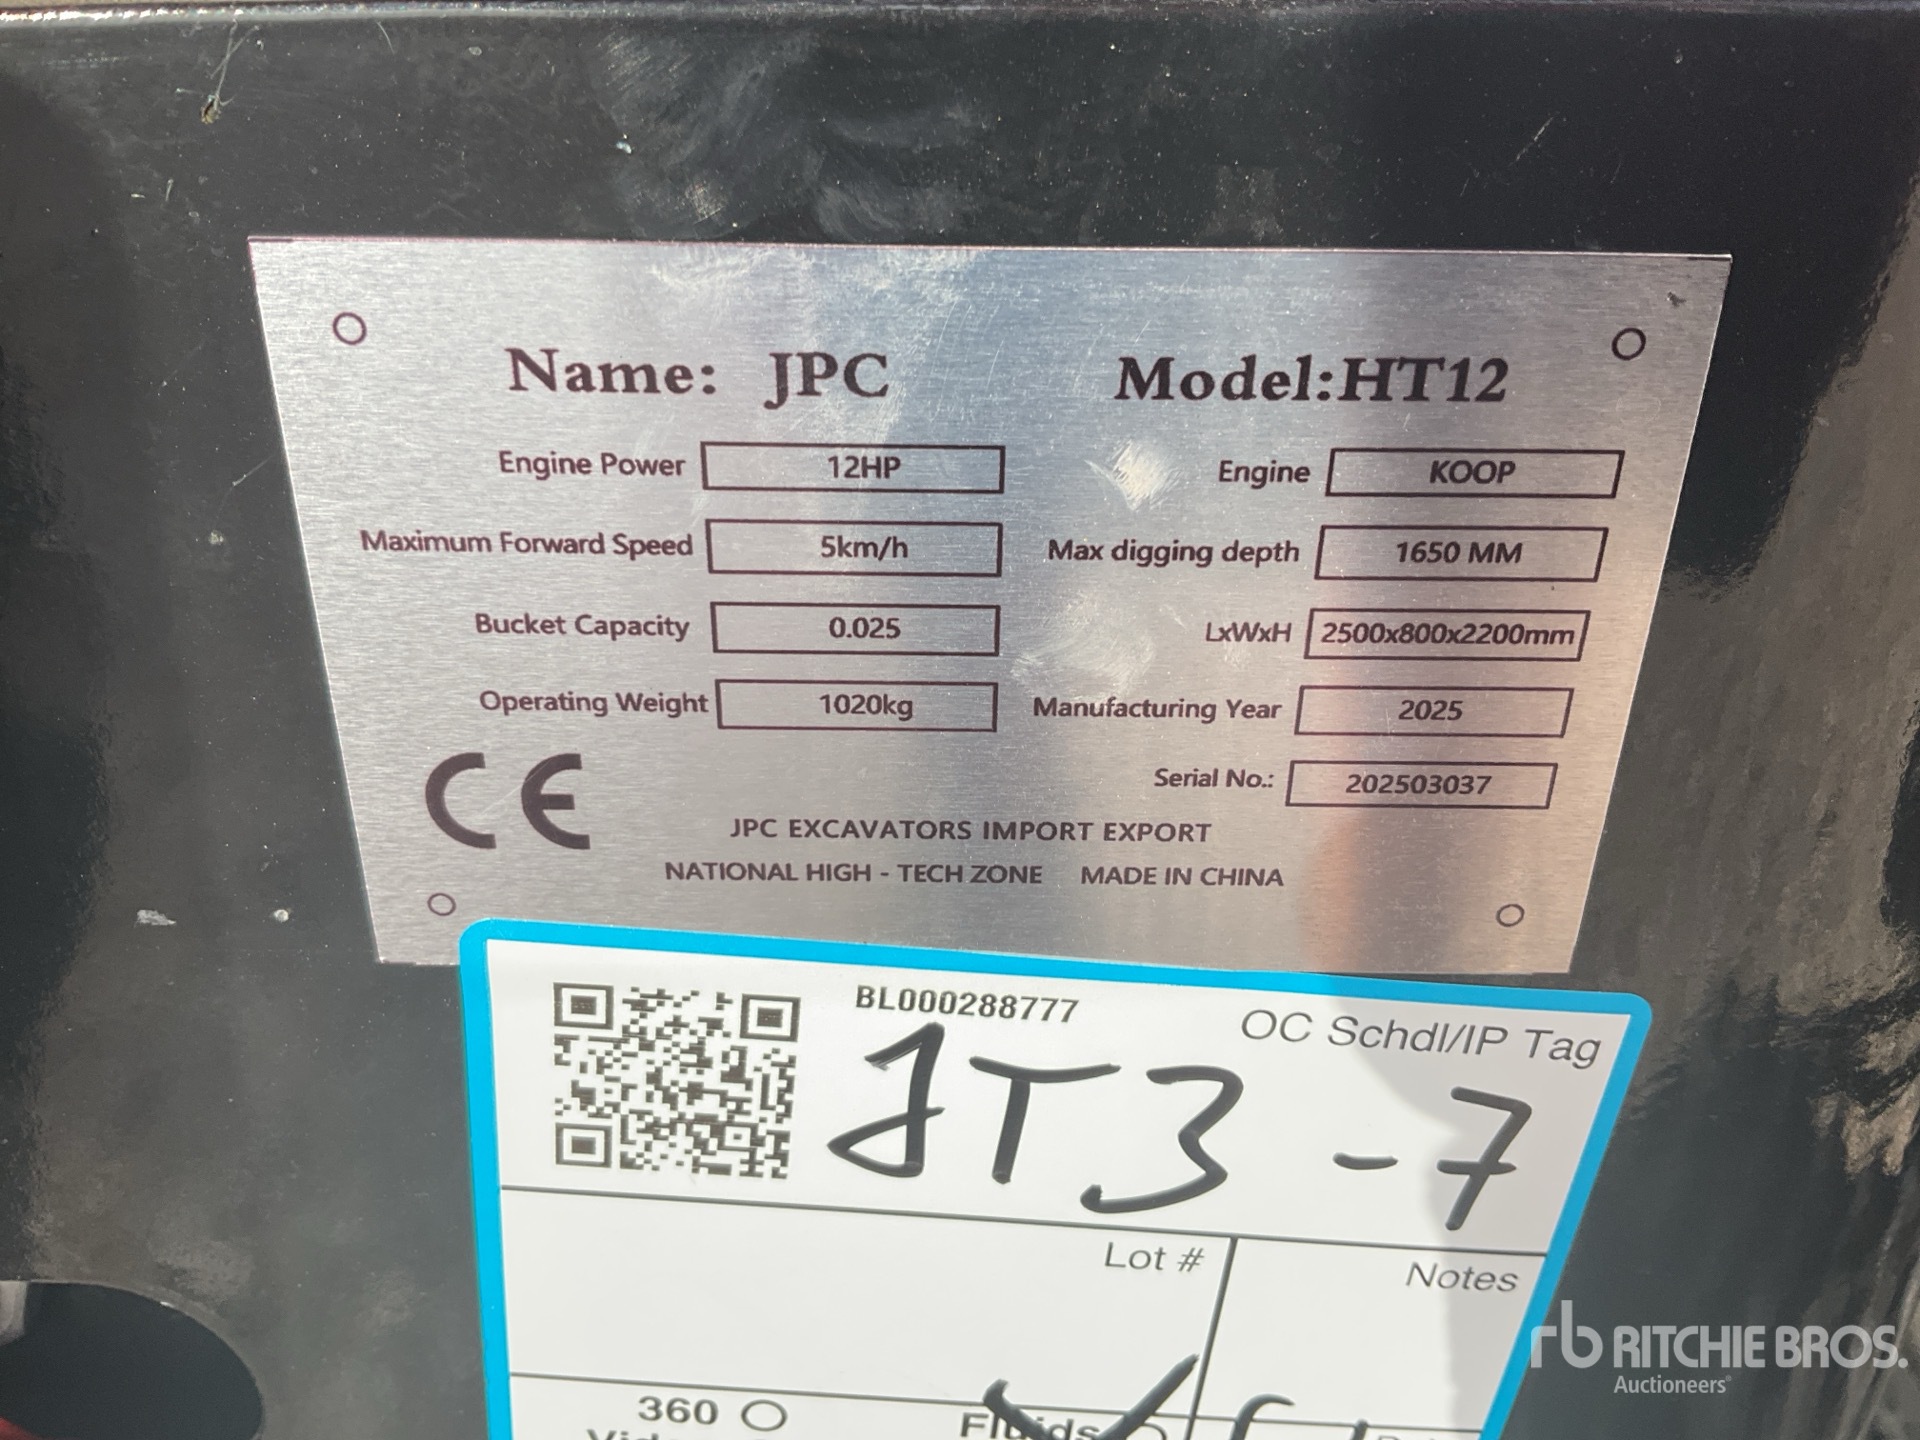 Name: JPC Model:HT12
Engine Power 12HP Engine KOOP
Maximum Forward Speed 5km/h Max digging depth 1650 MM
Bucket Capacity 0.025 LxWxH 2500x800x2200mm
Operating Weight 1020kg Manufacturing Year 2025
Serial No.: 202503037
CE
JPC EXCAVATORS IMPORT EXPORT
NATIONAL HIGH - TECH ZONE MADE IN CHINA
BL000288777
OC Schdl/IP Tag
JT3-7
Lot #
Notes
360
Fluids
rb RITCHIE BROS.
Auctioneers